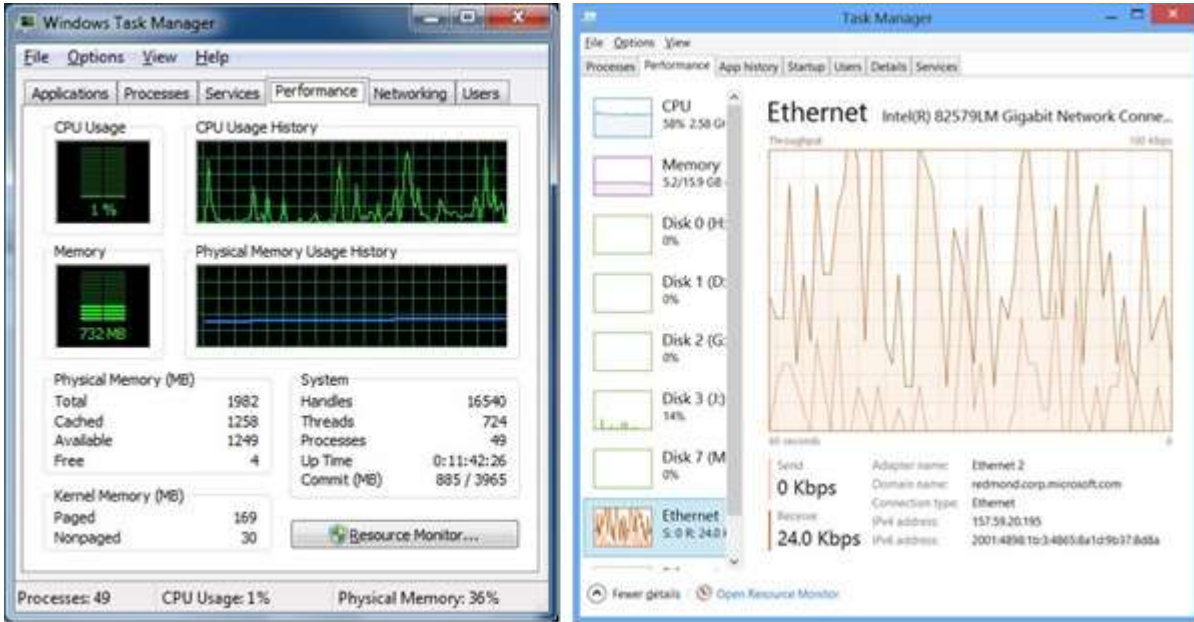 Windows Task Manager
File Options View Help
Applications Processes Services Performance Networking Users
CPU Usage CPU Usage History
1 %
Memory Physical Memory Usage History
732 MB
Physical Memory (MB)
Total 1982
Cached 1258
Available 1249
Free 4
System
Handles 16540
Threads 724
Processes 49
Up Time 0:11:42:26
Commit (MB) 885 / 3965
Kernel Memory (MB)
Paged 169
Nonpaged 30
Resource Monitor...
Processes: 49 CPU Usage: 1% Physical Memory: 36%
Task Manager
File Options View
Processes Performance App history Startup Users Details Services
CPU
58% 2.58 GH
Memory
5.2/15.9 GB
Disk 0 (H:
0%
Disk 1 (D:
0%
Disk 2 (G:
0%
Disk 3 (J:)
14%
Disk 7 (M
0%
Ethernet
S: 0 R: 24.0
Ethernet Intel(R) 82579LM Gigabit Network Conne...
Throughput 100 Kbps
60 seconds 0
Send
0 Kbps
Receive
24.0 Kbps
Adapter name: Ethernet 2
Domain name: redmond.corp.microsoft.com
Connection type: Ethernet
IPv4 address: 157.59.20.195
IPv6 address:
Fewer details Open Resource Monitor